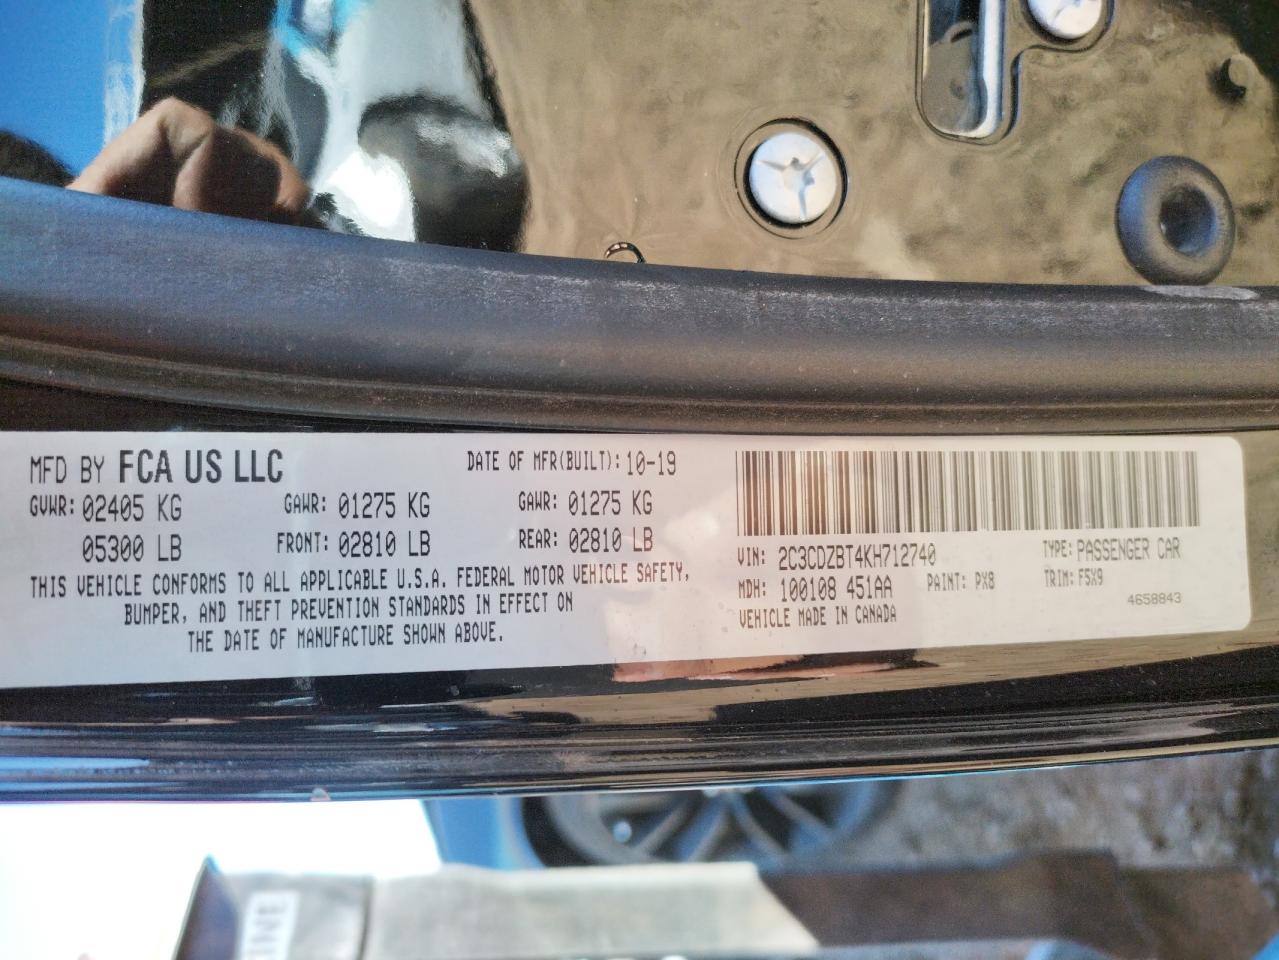 MFD BY FCA US LLC
DATE OF MFR(BUILT): 10-19
GVWR: 02405 KG
05300 LB
GAWR: 01275 KG
FRONT: 02810 LB
GAWR: 01275 KG
REAR: 02810 LB
THIS VEHICLE CONFORMS TO ALL APPLICABLE U.S.A. FEDERAL MOTOR VEHICLE SAFETY,
BUMPER, AND THEFT PREVENTION STANDARDS IN EFFECT ON
THE DATE OF MANUFACTURE SHOWN ABOVE.
VIN: 2C3CDZBT4KH712740
TYPE: PASSENGER CAR
MDH: 100108 451AA
PAINT: PX8
TRIM: F5X9
VEHICLE MADE IN CANADA
4658843